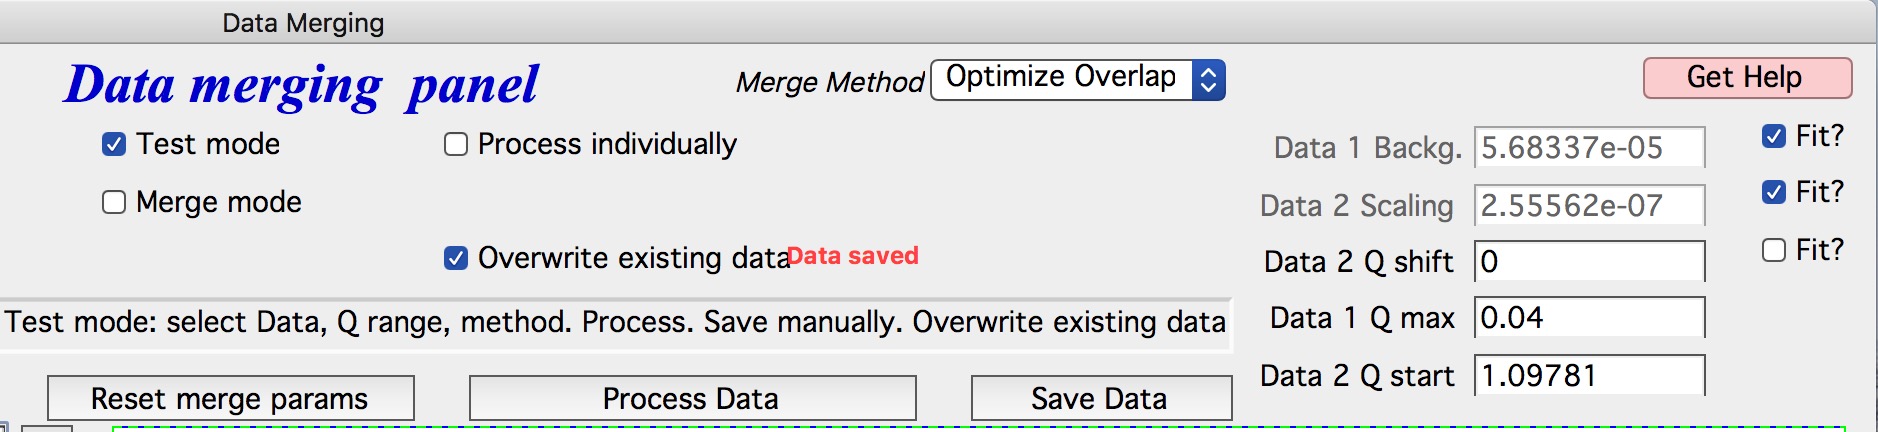 Data Merging
Data merging panel
Merge Method Optimize Overlap
Get Help
Test mode
Process individually
Data 1 Backg. 5.68337e-05
Fit?
Merge mode
Data 2 Scaling 2.55562e-07
Fit?
Overwrite existing data
Data saved
Data 2 Q shift 0
Fit?
Test mode: select Data, Q range, method. Process. Save manually. Overwrite existing data
Data 1 Q max 0.04
Reset merge params
Process Data
Save Data
Data 2 Q start 1.09781